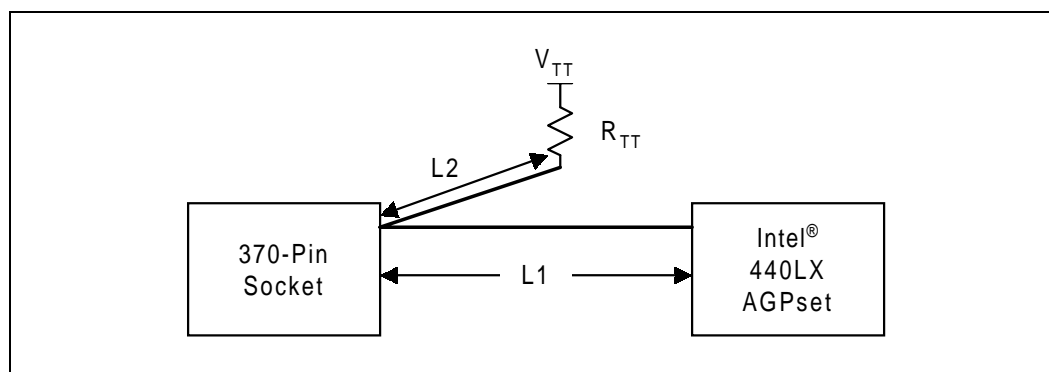 V_TT
R_TT
L2
370-Pin
Socket
L1
Intel®
440LX
AGPset